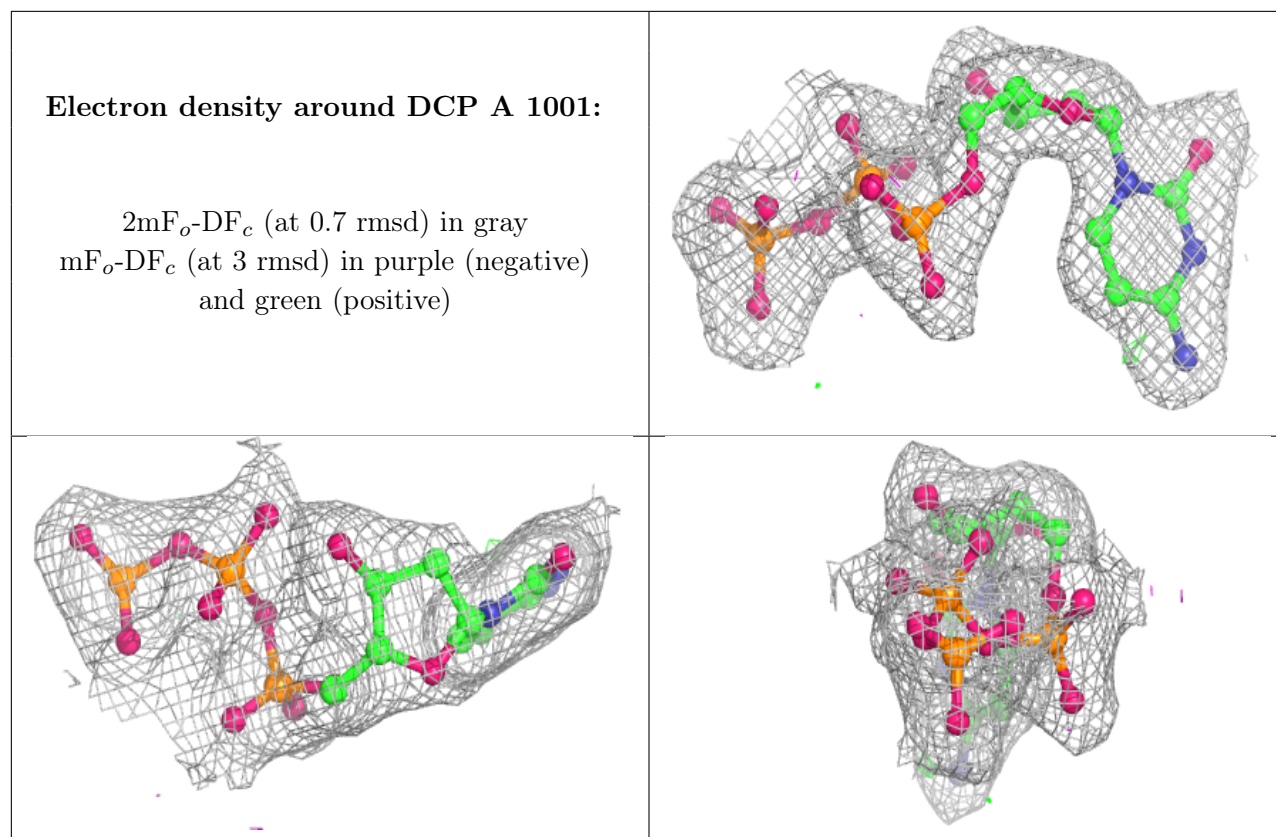 Electron density around DCP A 1001:
2mFo-DFc (at 0.7 rmsd) in gray
mFo-DFc (at 3 rmsd) in purple (negative)
and green (positive)